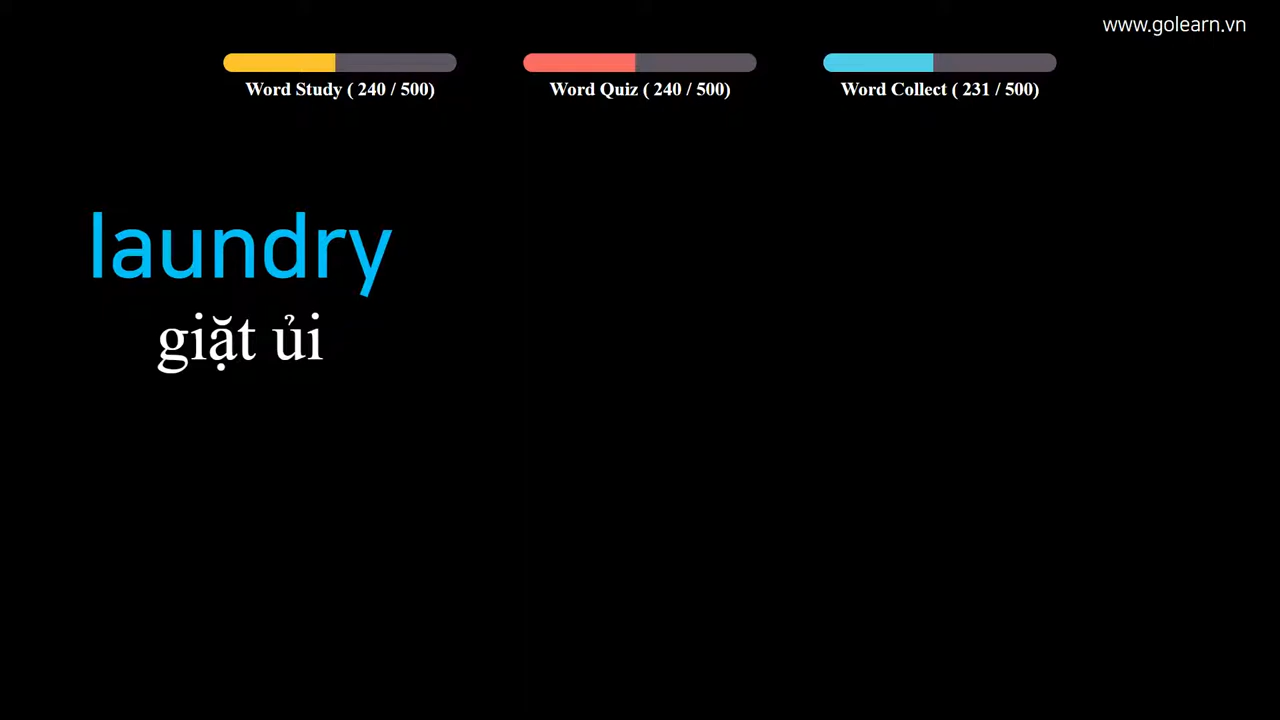 www.golearn.vn
Word Study ( 240 / 500)
Word Quiz ( 240 / 500)
Word Collect ( 231 / 500)
laundry
giặt ủi